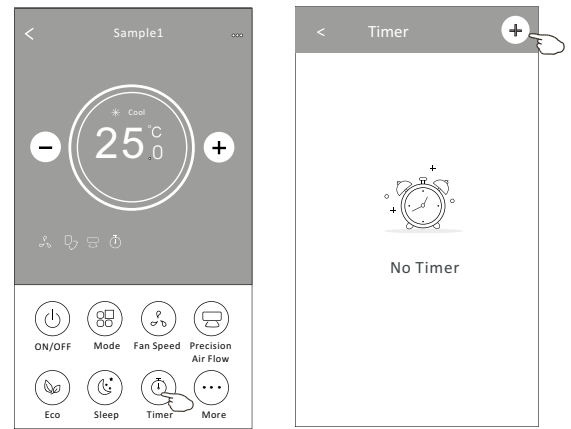 Sample1
Cool
25°C
.0
ON/OFF
Mode
Fan Speed
Precision
Air Flow
Eco
Sleep
Timer
More
Timer
No Timer